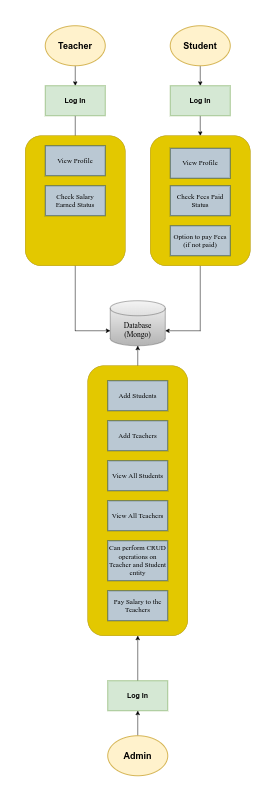 Teacher
Student
Log In
Log In
View Profile
Check Salary
Earned Status
View Profile
Check Fees Paid
Status
Option to pay Fees
(if not paid)
Database
(Mongo)
Add Students
Add Teachers
View All Students
View All Teachers
Can perform CRUD
operations on
Teacher and Student
entity
Pay Salary to the
Teachers
Log In
Admin